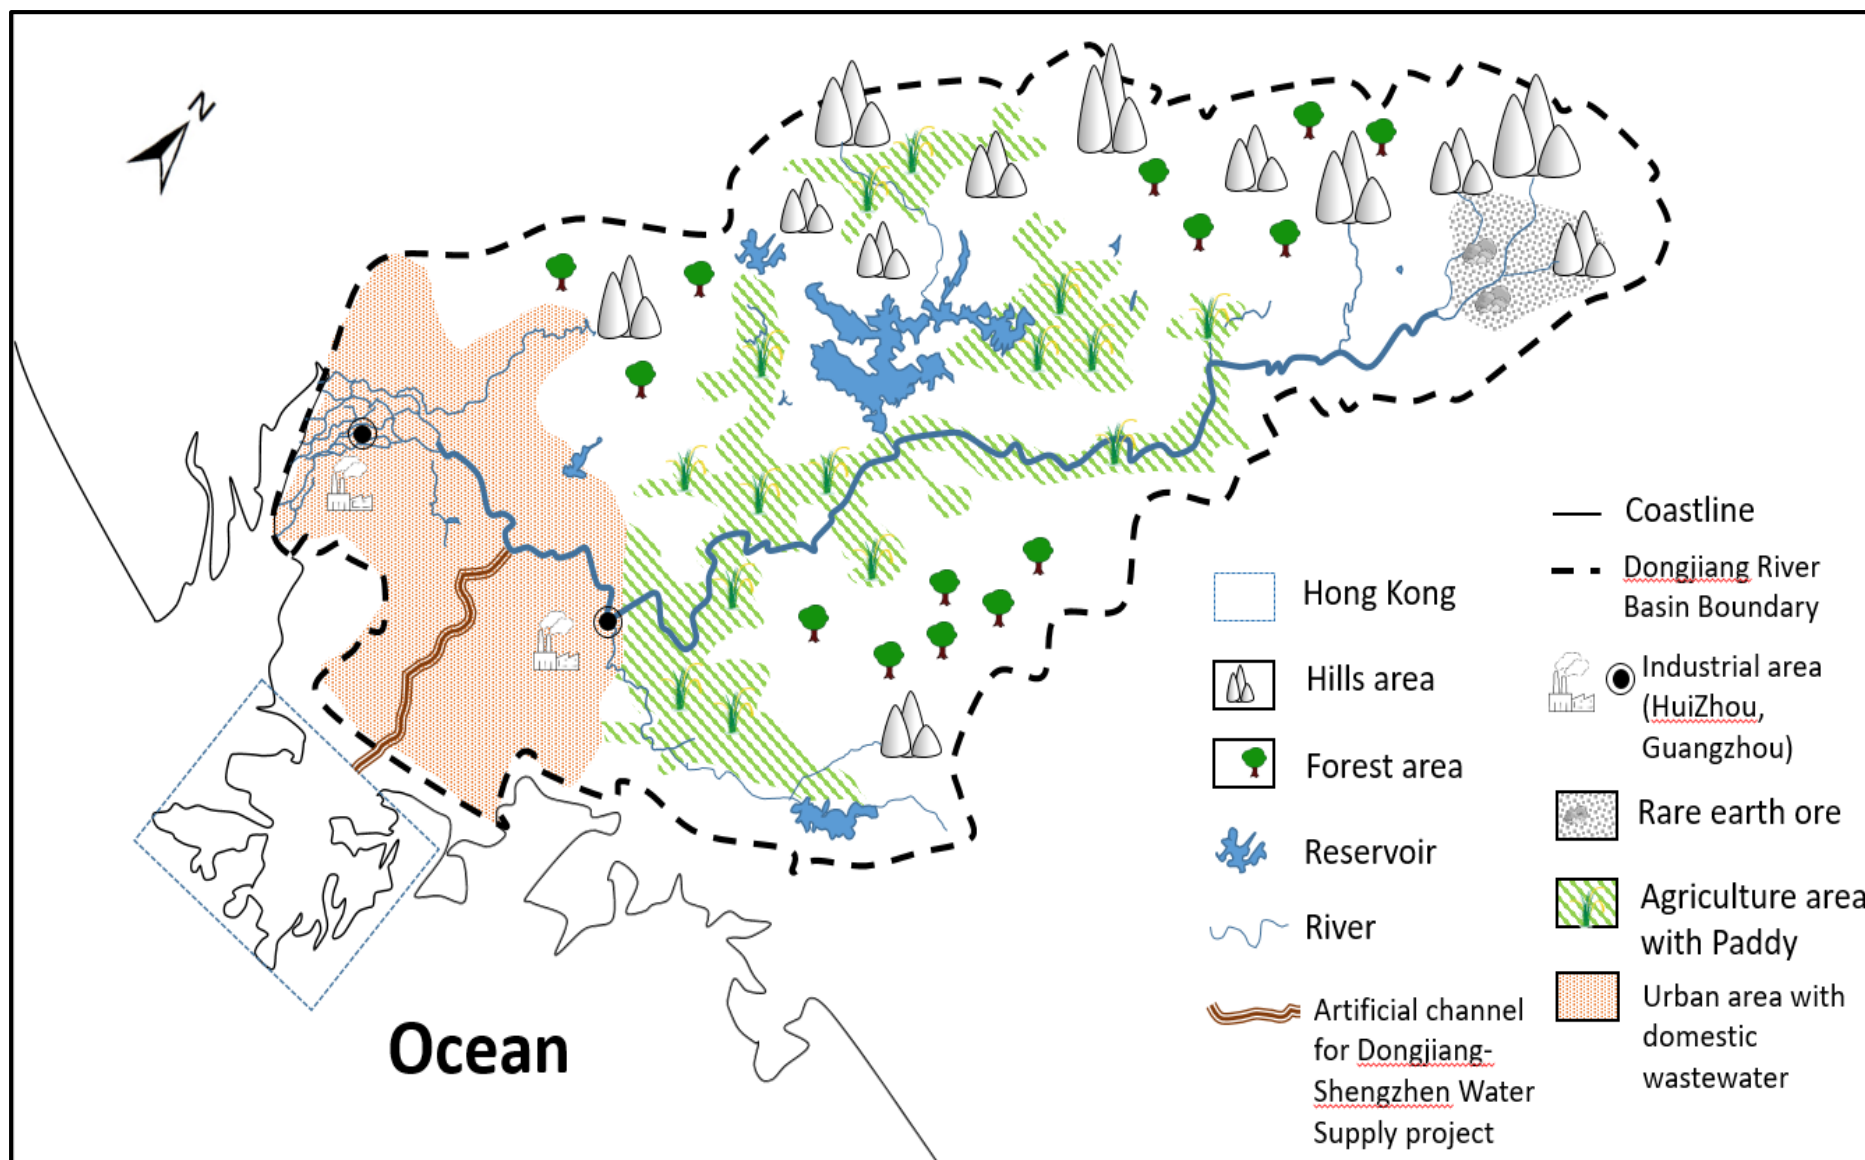 N
Ocean
Hong Kong
Hills area
Forest area
Reservoir
River
Artificial channel
for Dongjiang-
Shengzhen Water
Supply project
Coastline
Dongjiang River
Basin Boundary
Industrial area
(HuiZhou,
Guangzhou)
Rare earth ore
Agriculture area
with Paddy
Urban area with
domestic
wastewater